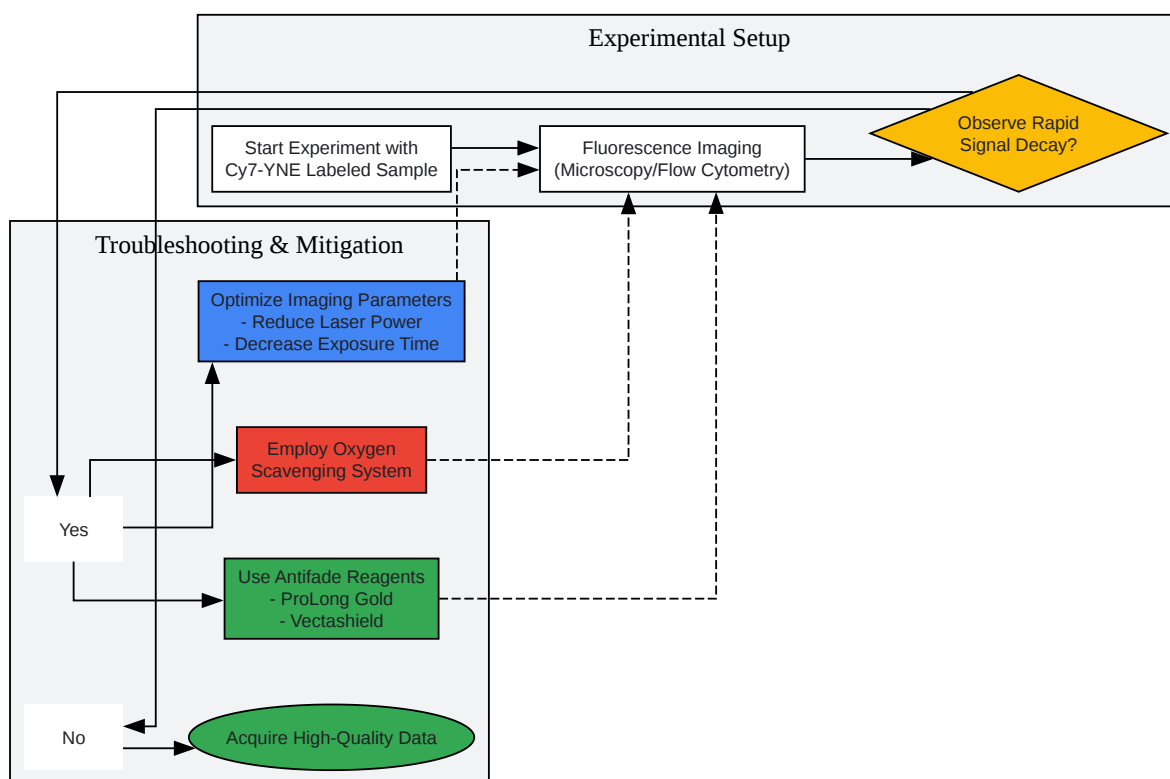 Experimental Setup
Observe Rapid
Signal Decay?
Start Experiment with
Cy7-YNE Labeled Sample
Fluorescence Imaging
(Microscopy/Flow Cytometry)
Troubleshooting & Mitigation
Optimize Imaging Parameters
- Reduce Laser Power
- Decrease Exposure Time
Employ Oxygen
Scavenging System
Yes
Use Antifade Reagents
- ProLong Gold
- Vectashield
No
Acquire High-Quality Data